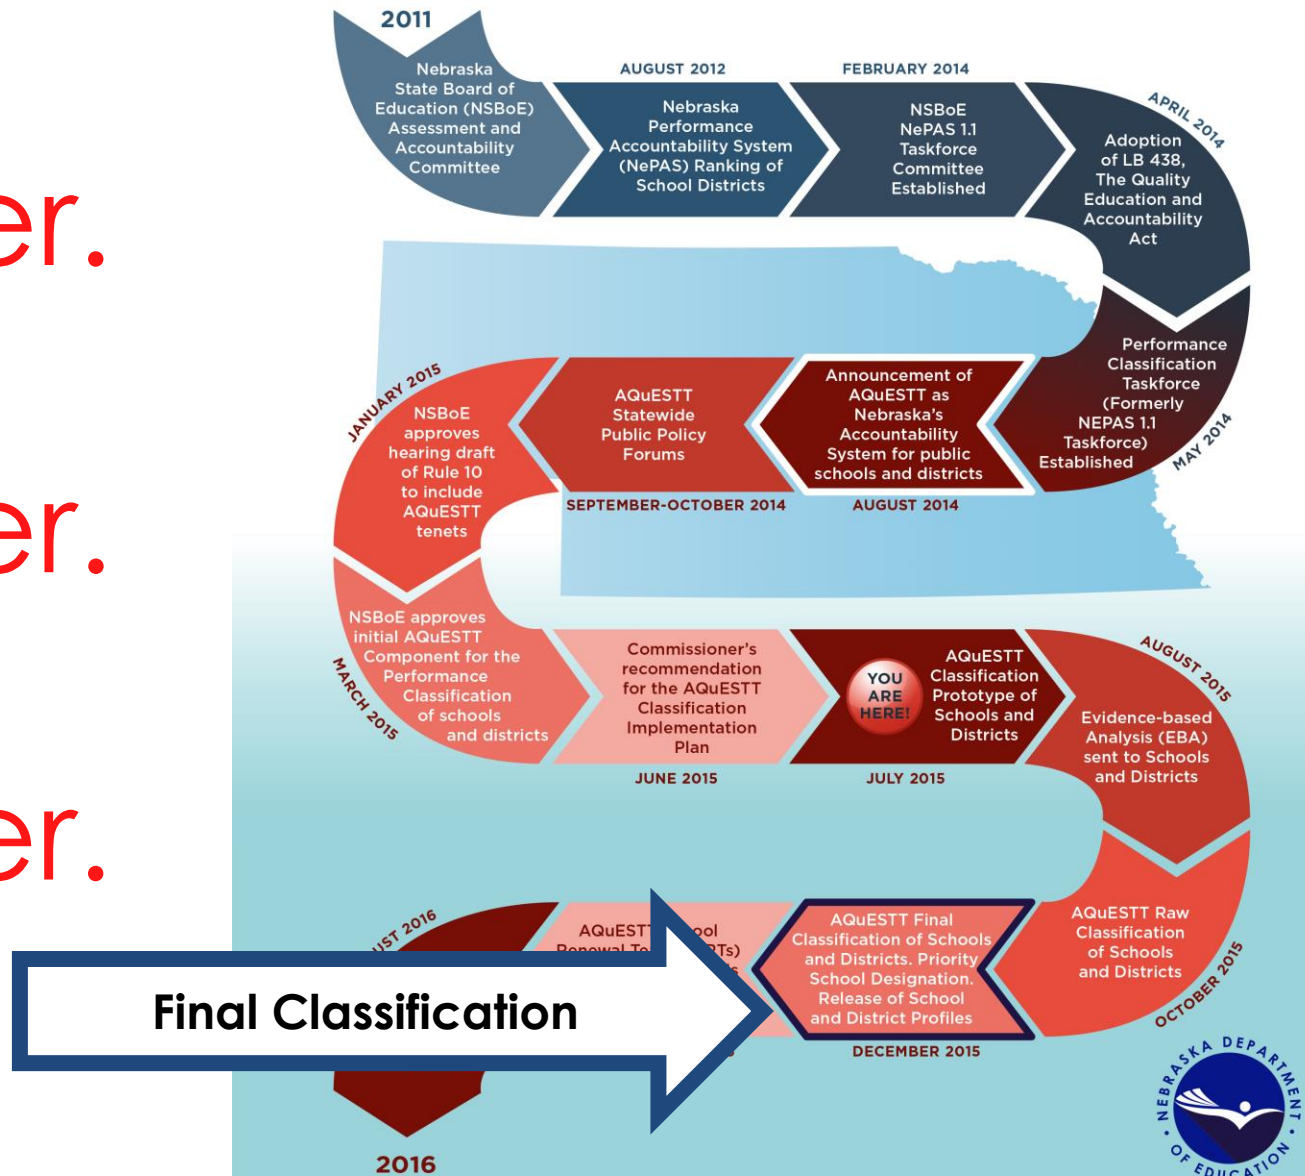 2011
Nebraska
State Board of
Education (NSBoE)
Assessment and
Accountability
Committee
AUGUST 2012
Nebraska
Performance
Accountability System
(NePAS) Ranking of
School Districts
FEBRUARY 2014
NSBoE
NePAS 1.1
Taskforce
Committee
Established
APRIL 2014
Adoption
of LB 438,
The Quality
Education and
Accountability
Act
er.
Performance
Classification
Taskforce
(Formerly
NEPAS 1.1
Taskforce)
Established
MAY 2014
Announcement of
AQuESTT as
Nebraska's
Accountability
System for public
schools and districts
AUGUST 2014
AQuESTT
Statewide
Public Policy
Forums
SEPTEMBER-OCTOBER 2014
JANUARY 2015
NSBoE
approves
hearing draft
of Rule 10
to include
AQuESTT
tenets
er.
NSBoE approves
initial AQuESTT
Component for the
Performance
Classification
of schools
and districts
MARCH 2015
Commissioner's
recommendation
for the AQuESTT
Classification
Implementation
Plan
JUNE 2015
YOU
ARE
HERE!
AQuESTT
Classification
Prototype of
Schools and
Districts
JULY 2015
AUGUST 2015
Evidence-based
Analysis (EBA)
sent to Schools
and Districts
er.
AQuESTT Raw
Classification
of Schools
and Districts
OCTOBER 2015
AQuESTT Final
Classification of Schools
and Districts. Priority
School Designation.
Release of School
and District Profiles
DECEMBER 2015
2016
Final Classification
2016
NEBRASKA DEPARTMENT
OF EDUCATION